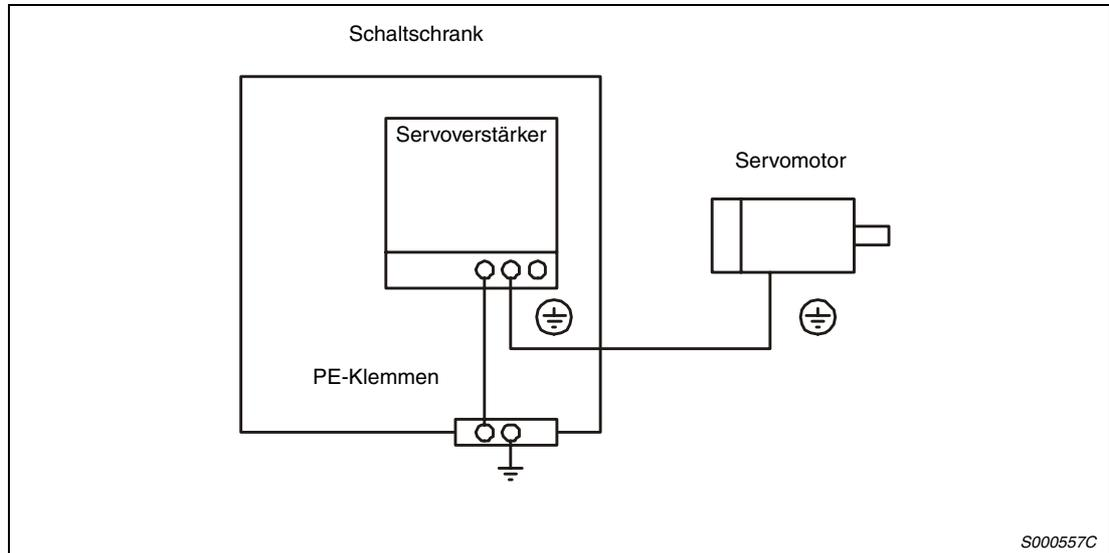 Schaltschrank
Servoverstärker
Servomotor
PE-Klemmen
S000557C